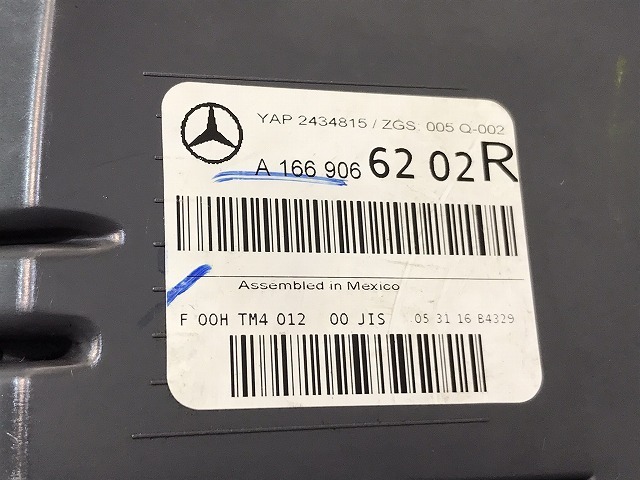 YAP 2434815 / ZGS: 005 Q-002
A 166 906 62 02 R
Assembled in Mexico
F 00H TM4 012 00 JIS 05 31 16 B4329